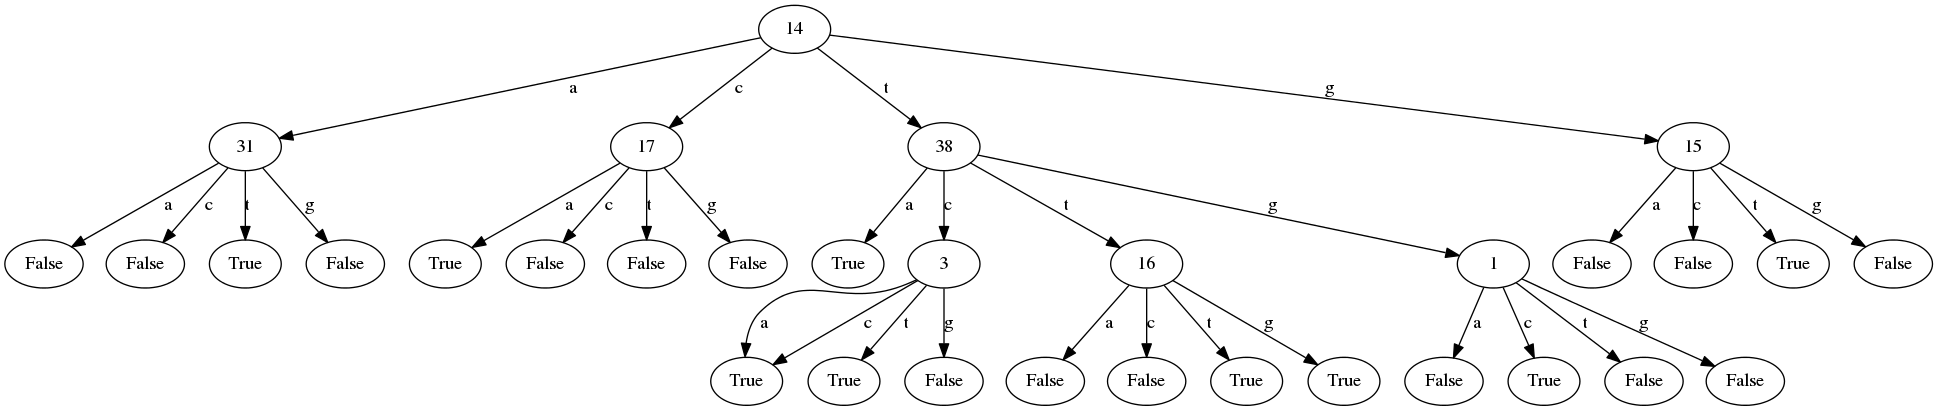 14
a c t g
31 17 38 15
a c t g a c t g a c t g a c t g
False False True False True False False False True 3 16 1 False False True False
a c t g a c t g a c t g
True True False False False True True False True False False